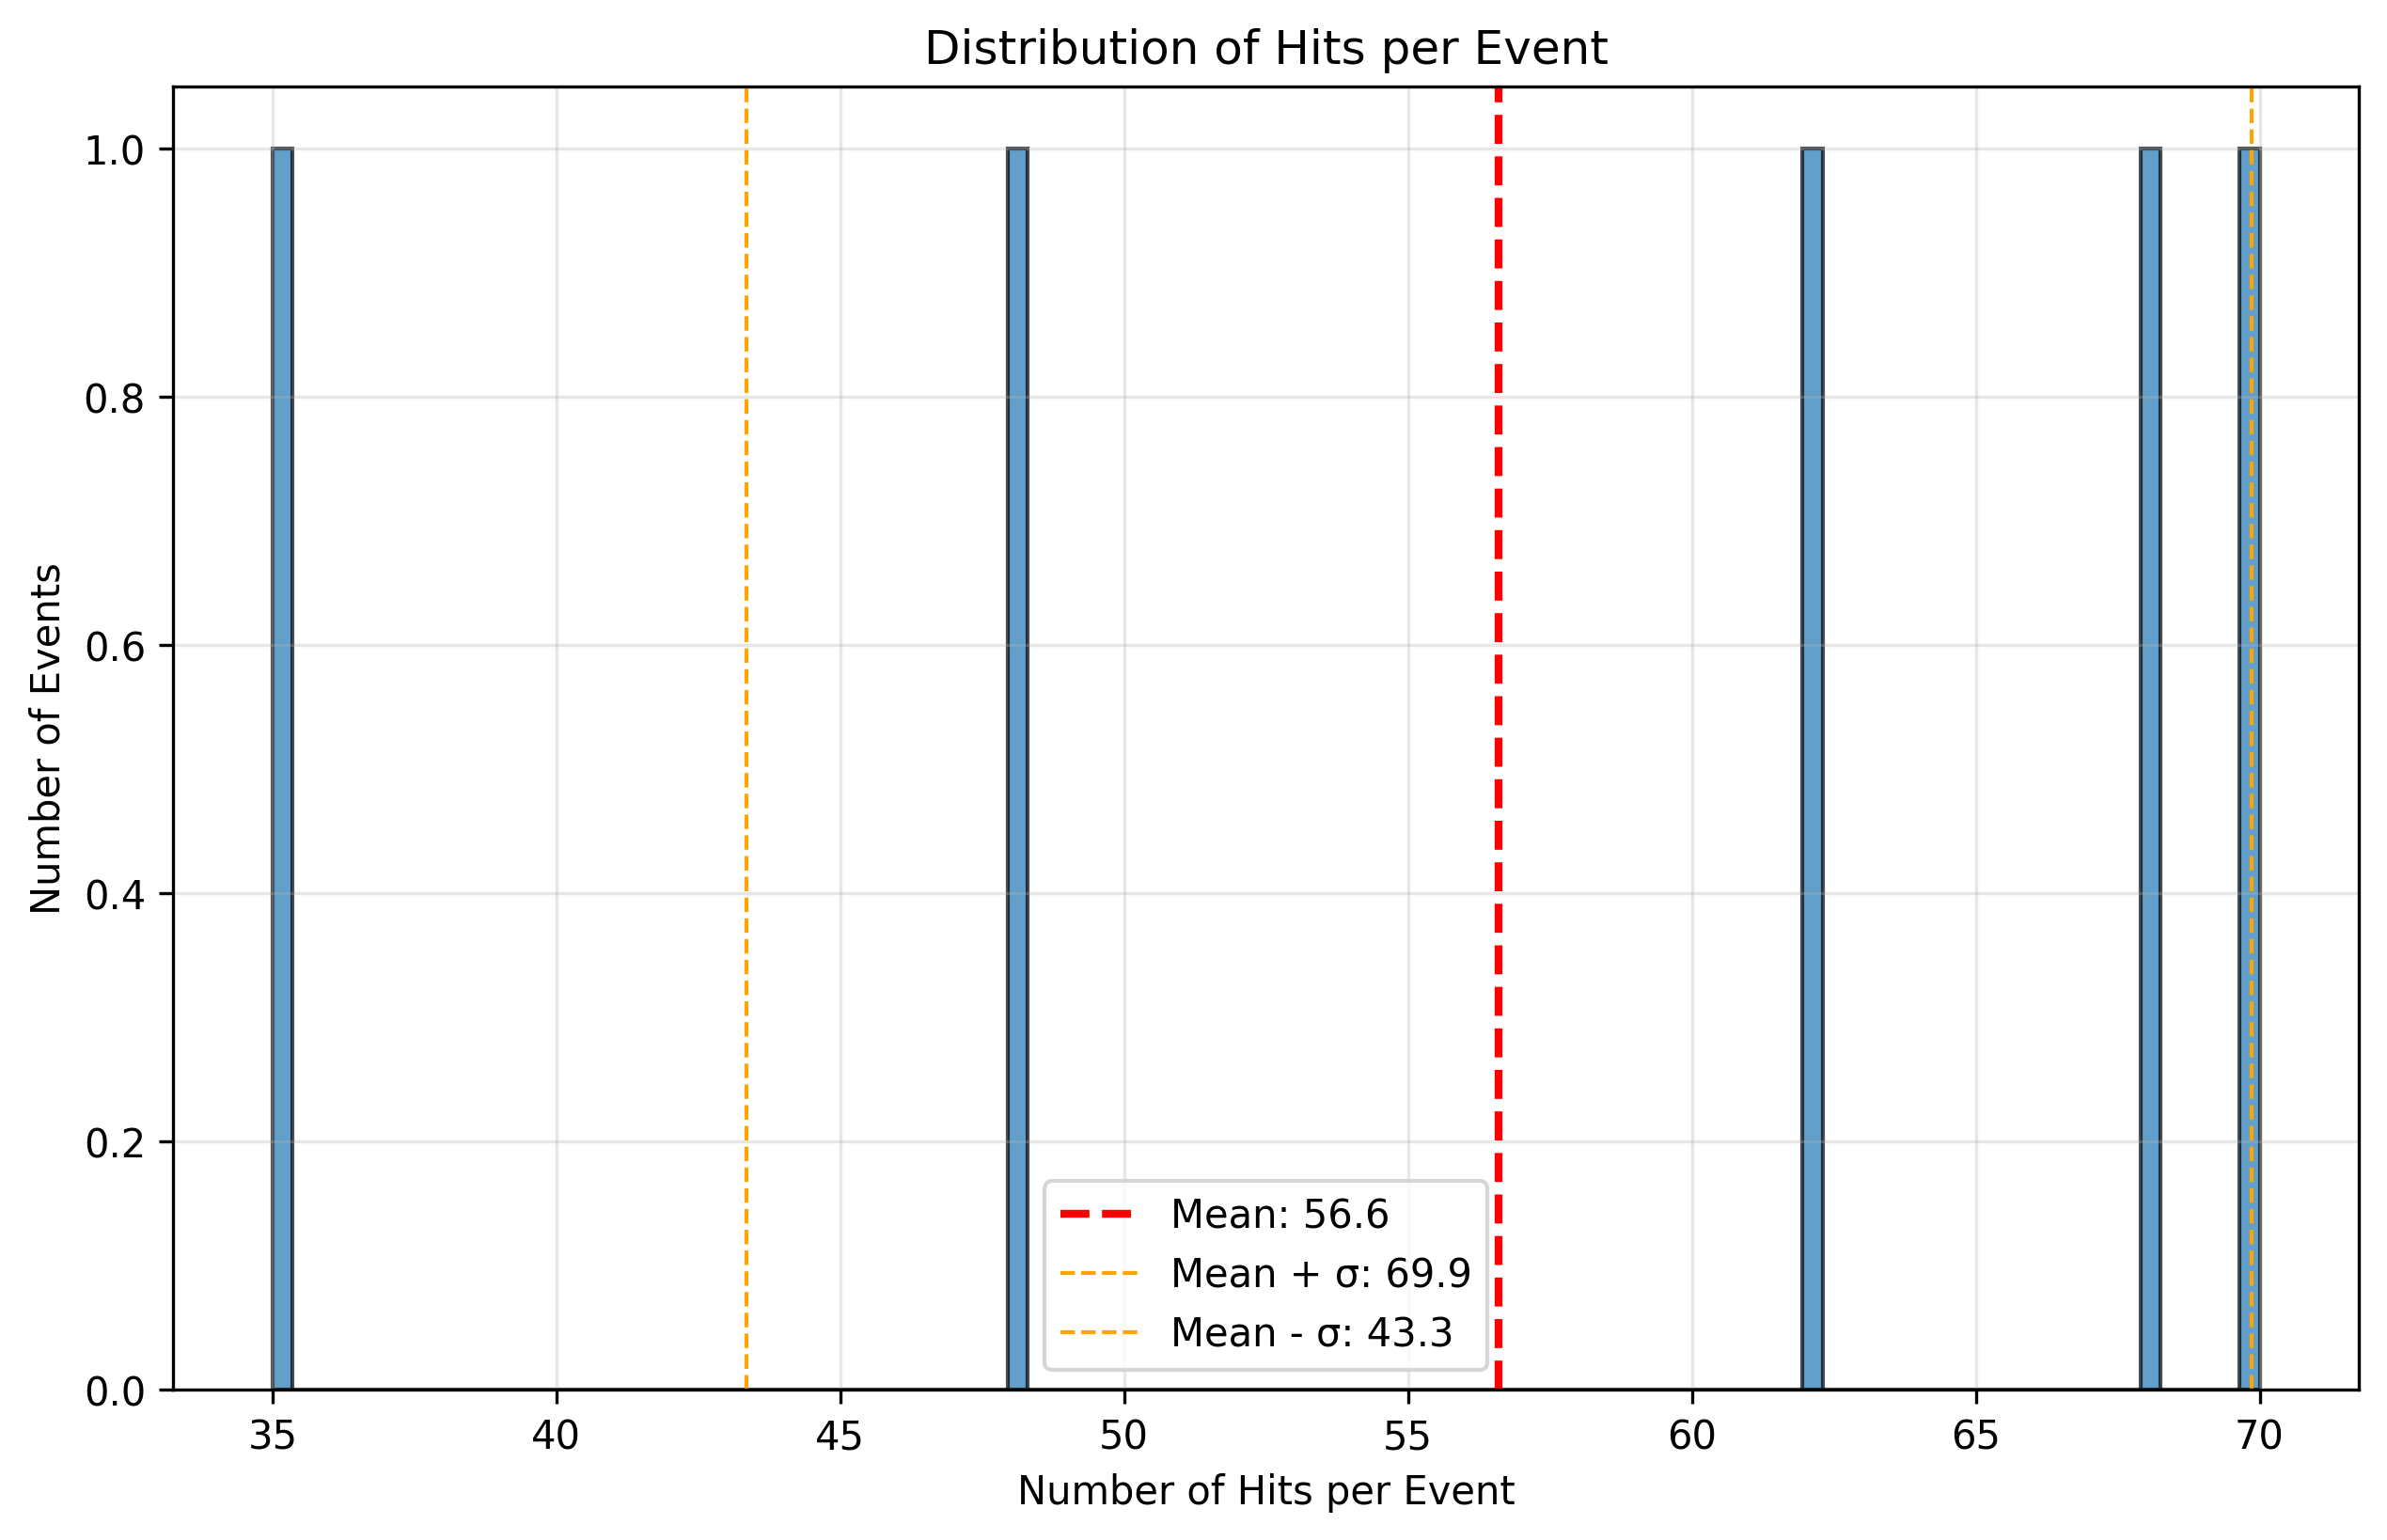 Distribution of Hits per Event
Number of Events
1.0
0.8
0.6
0.4
0.2
0.0
Mean: 56.6
Mean + σ: 69.9
Mean - σ: 43.3
35 40 45 50 55 60 65 70
Number of Hits per Event